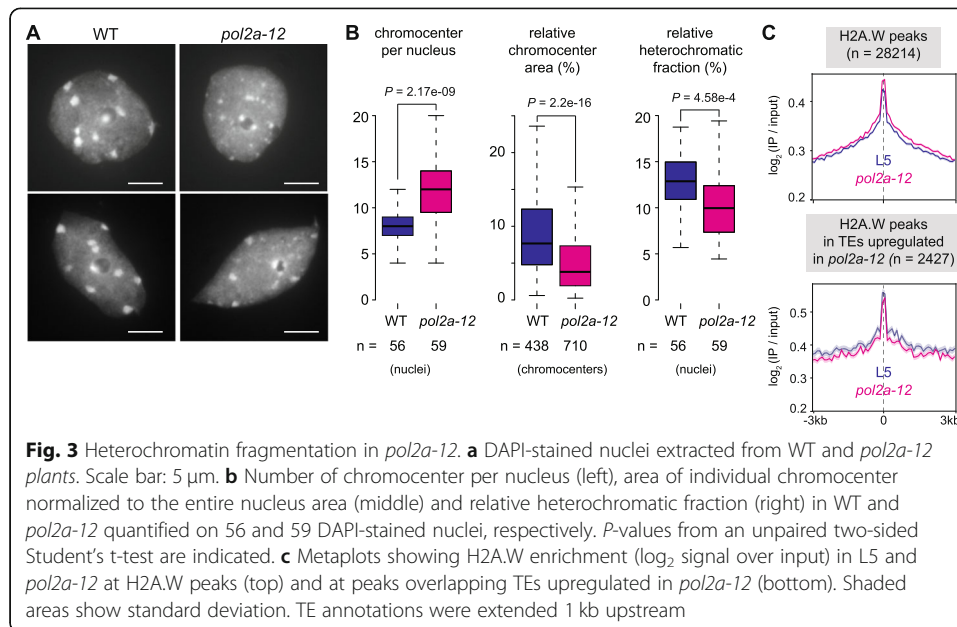 A
WT
pol2a-12
B
chromocenter
per nucleus
P = 2.17e-09
20
15
10
5
0
WT pol2a-12
n = 56 59
(nuclei)
relative
chromocenter
area (%)
P = 2.2e-16
20
10
0
WT pol2a-12
n = 438 710
(chromocenters)
relative
heterochromatic
fraction (%)
P = 4.58e-4
20
15
10
5
0
WT pol2a-12
n = 56 59
(nuclei)
C
H2A.W peaks
(n = 28214)
log2 (IP / input)
0.4
0.3
0.2
L5
pol2a-12
H2A.W peaks
in TEs upregulated
in pol2a-12 (n = 2427)
log2 (IP / input)
0.5
0.4
0.3
0.2
L5
pol2a-12
-3kb 0 3kb
Fig. 3 Heterochromatin fragmentation in pol2a-12. a DAPI-stained nuclei extracted from WT and pol2a-12
plants. Scale bar: 5 μm. b Number of chromocenter per nucleus (left), area of individual chromocenter
normalized to the entire nucleus area (middle) and relative heterochromatic fraction (right) in WT and
pol2a-12 quantified on 56 and 59 DAPI-stained nuclei, respectively. P-values from an unpaired two-sided
Student's t-test are indicated. c Metaplots showing H2A.W enrichment (log2 signal over input) in L5 and
pol2a-12 at H2A.W peaks (top) and at peaks overlapping TEs upregulated in pol2a-12 (bottom). Shaded
areas show standard deviation. TE annotations were extended 1 kb upstream